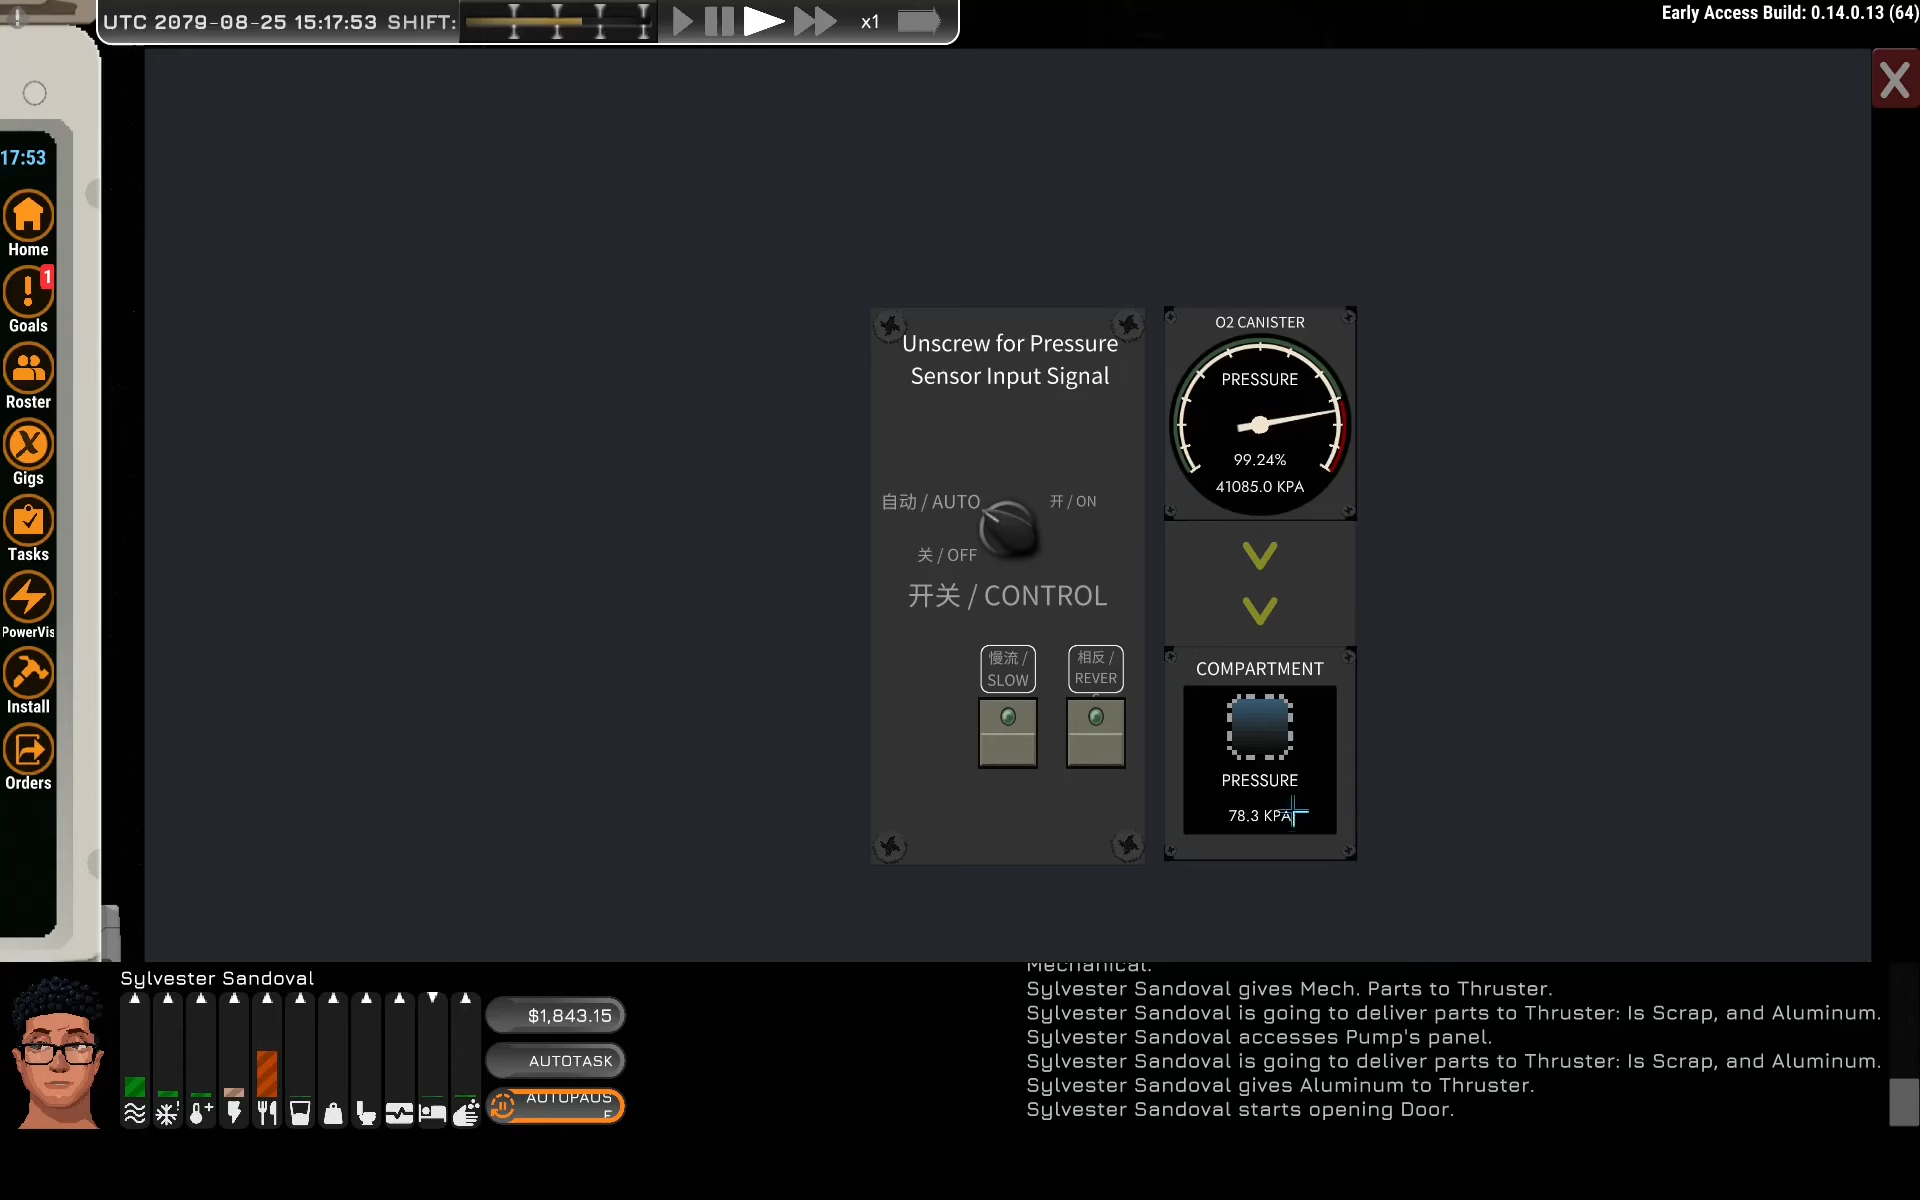 UTC 2079-08-25 15:17:53 SHIFT:
x1
Early Access Build: 0.14.0.13 (64)
17:53
Home
1
Goals
Roster
Gigs
Tasks
PowerVis
Install
Orders
Unscrew for Pressure
Sensor Input Signal
自动 / AUTO
开 / ON
关 / OFF
开关 / CONTROL
慢流 /
SLOW
相反 /
REVER
O2 CANISTER
PRESSURE
99.24%
41085.0 KPA
COMPARTMENT
PRESSURE
78.3 KPA
Sylvester Sandoval
$1,843.15
AUTOTASK
AUTOPAUS
E
Mechanical.
Sylvester Sandoval gives Mech. Parts to Thruster.
Sylvester Sandoval is going to deliver parts to Thruster: Is Scrap, and Aluminum.
Sylvester Sandoval accesses Pump's panel.
Sylvester Sandoval is going to deliver parts to Thruster: Is Scrap, and Aluminum.
Sylvester Sandoval gives Aluminum to Thruster.
Sylvester Sandoval starts opening Door.